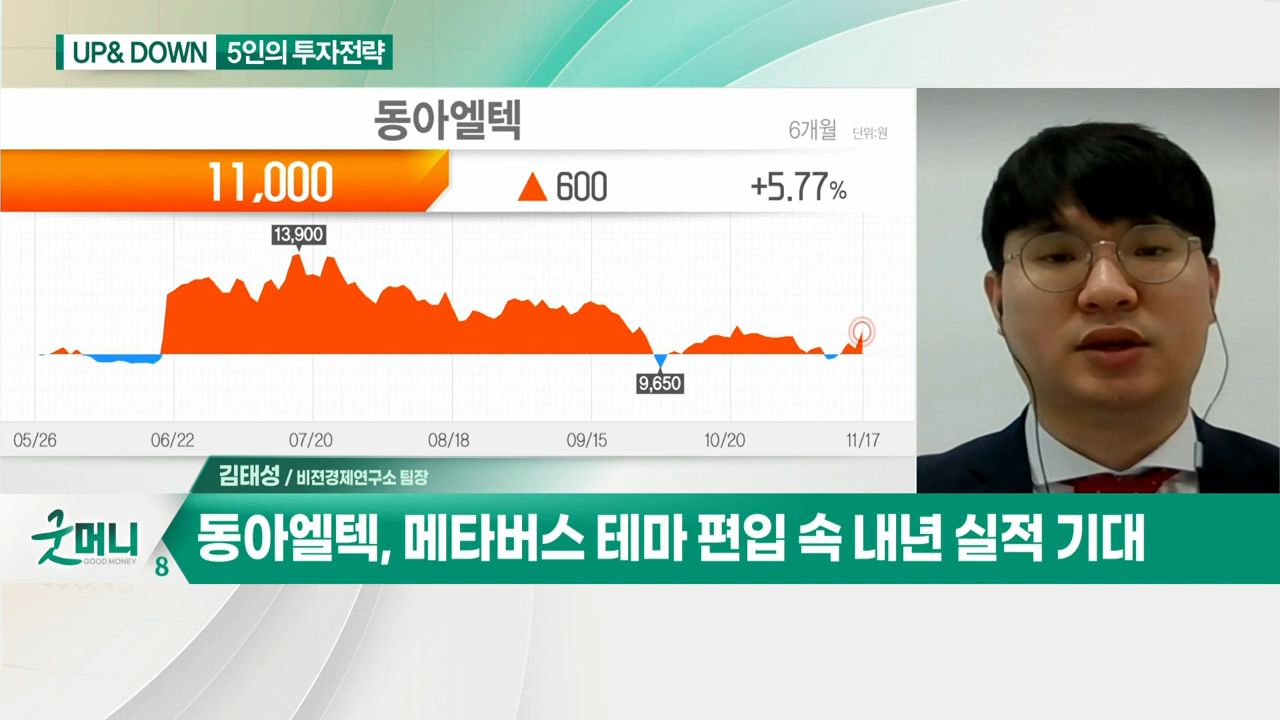 UP& DOWN 5인의 투자전략
동아엘텍
6개월 단위:원
11,000 ▲600 +5.77%
13,900
9,650
05/26 06/22 07/20 08/18 09/15 10/20 11/17
김태성 / 비전경제연구소 팀장
굿머니
GOOD MONEY
8
동아엘텍, 메타버스 테마 편입 속 내년 실적 기대